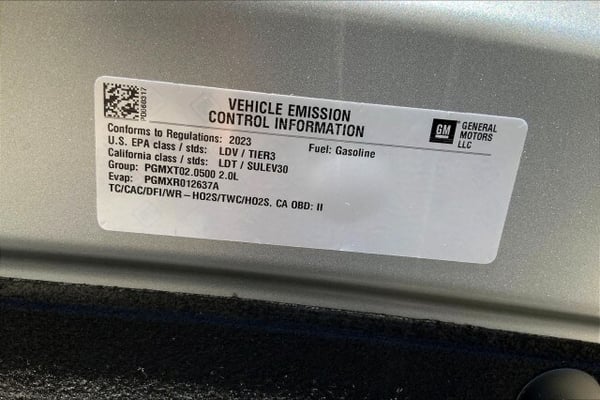 VEHICLE EMISSION
CONTROL INFORMATION
GM GENERAL
MOTORS
LLC
Conforms to Regulations: 2023 Fuel: Gasoline
U.S. EPA class / stds: LDV / TIER3
California class / stds: LDT / SULEV30
Group: PGMXT02.0500 2.0L
Evap: PGMXR012637A
TC/CAC/DFI/WR-HO2S/TWC/HO2S, CA OBD: II